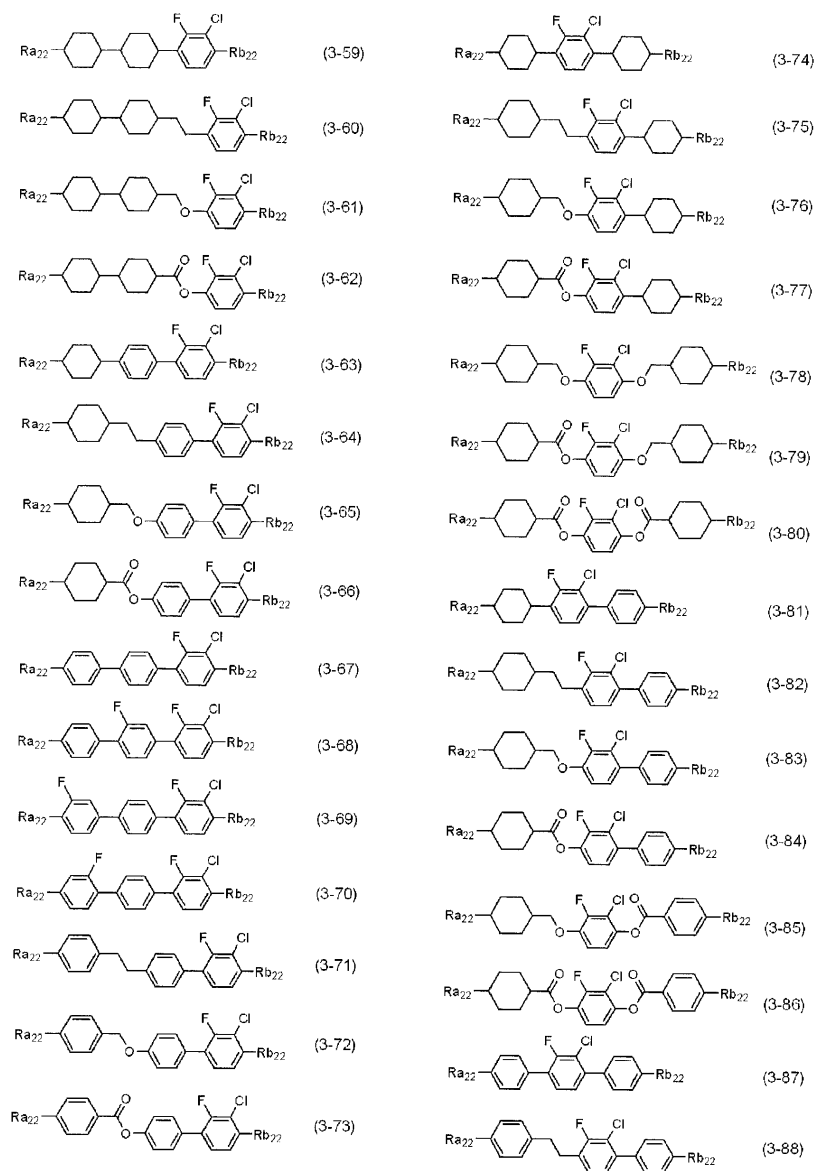 F Cl
Ra₂₂ Rb₂₂ (3-59)
F Cl
Ra₂₂ Rb₂₂ (3-60)
F Cl
Ra₂₂ O Rb₂₂ (3-61)
O F Cl
Ra₂₂ O Rb₂₂ (3-62)
F Cl
Ra₂₂ Rb₂₂ (3-63)
F Cl
Ra₂₂ Rb₂₂ (3-64)
F Cl
Ra₂₂ O Rb₂₂ (3-65)
O F Cl
Ra₂₂ O Rb₂₂ (3-66)
F Cl
Ra₂₂ Rb₂₂ (3-67)
F F Cl
Ra₂₂ Rb₂₂ (3-68)
F F Cl
Ra₂₂ Rb₂₂ (3-69)
F F Cl
Ra₂₂ Rb₂₂ (3-70)
F Cl
Ra₂₂ Rb₂₂ (3-71)
F Cl
Ra₂₂ O Rb₂₂ (3-72)
O F Cl
Ra₂₂ O Rb₂₂ (3-73)
F Cl
Ra₂₂ Rb₂₂ (3-74)
F Cl
Ra₂₂ Rb₂₂ (3-75)
F Cl
Ra₂₂ O Rb₂₂ (3-76)
O F Cl
Ra₂₂ O Rb₂₂ (3-77)
F Cl
Ra₂₂ O O Rb₂₂ (3-78)
O F Cl
Ra₂₂ O O Rb₂₂ (3-79)
O F Cl O
Ra₂₂ O O Rb₂₂ (3-80)
F Cl
Ra₂₂ Rb₂₂ (3-81)
F Cl
Ra₂₂ Rb₂₂ (3-82)
F Cl
Ra₂₂ O Rb₂₂ (3-83)
O F Cl
Ra₂₂ O Rb₂₂ (3-84)
F Cl O
Ra₂₂ O O Rb₂₂ (3-85)
O F Cl O
Ra₂₂ O O Rb₂₂ (3-86)
F Cl
Ra₂₂ Rb₂₂ (3-87)
F Cl
Ra₂₂ Rb₂₂ (3-88)